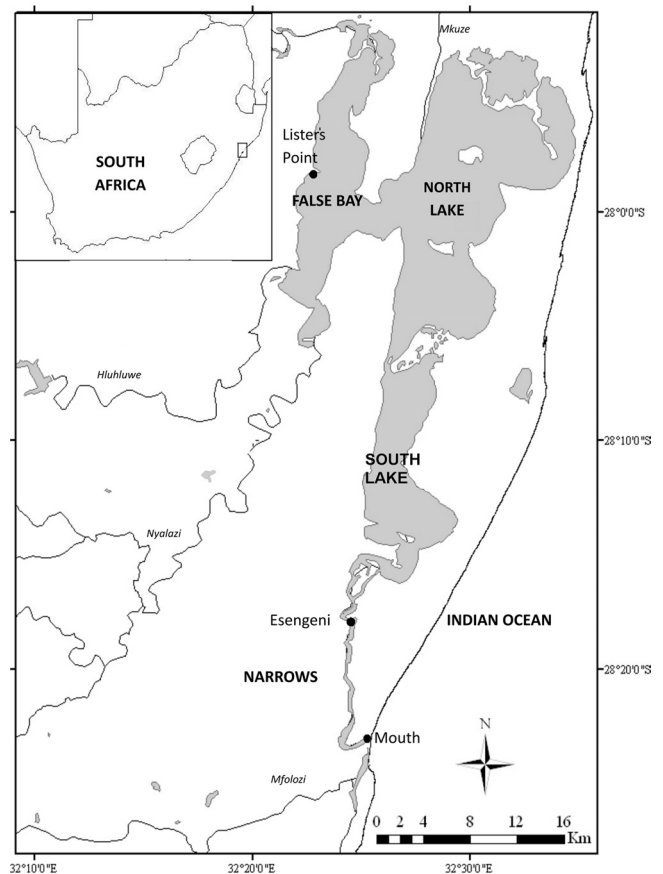 Mkuze
Lister's
Point
SOUTH
AFRICA
FALSE BAY
NORTH
LAKE
28°0'0"S
Hluhluwe
28°10'0"S
SOUTH
LAKE
Nyalazi
Esengeni
INDIAN OCEAN
NARROWS
28°20'0"S
N
Mouth
Mfolozi
0 2 4 8 12 16
Km
32°10'0"E 32°20'0"E 32°30'0"E